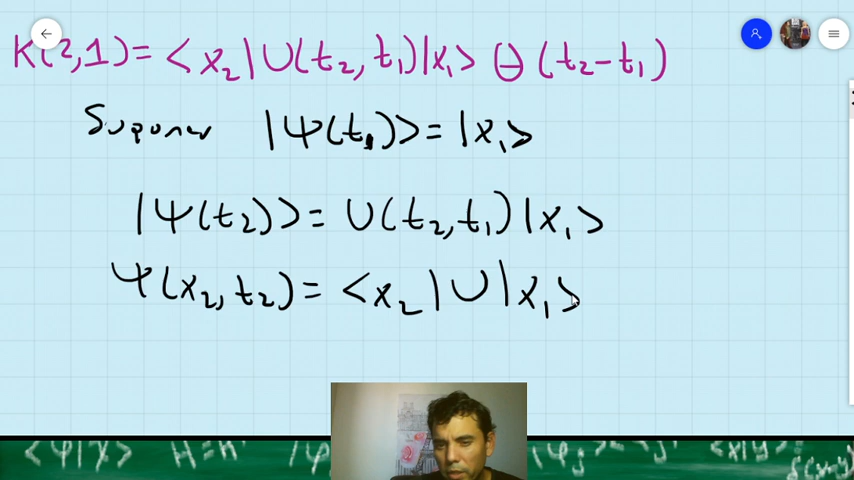 K(2,1) = <x₂|U(t₂,t₁)|x₁> Θ(t₂-t₁)
Suponer |Ψ(t₁)> = |x₁>
|Ψ(t₂)> = U(t₂,t₁)|x₁>
Ψ(x₂,t₂) = <x₂|U|x₁>
<φ|χ> H=H